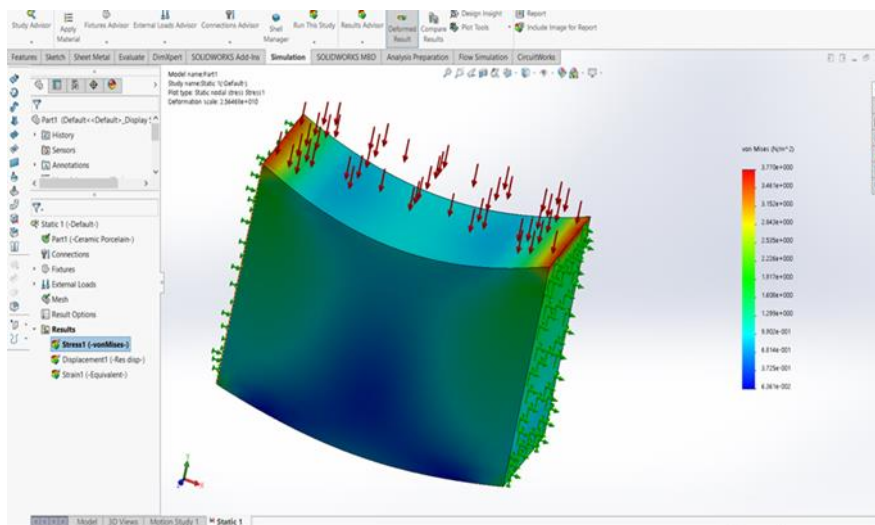 Study Advisor
Apply Material
Fixtures Advisor
External Loads Advisor
Connections Advisor
Shell Manager
Run This Study
Results Advisor
Deformed Result
Compare Results
Design Insight
Plot Tools
Report
Include Image for Report
Features Sketch Sheet Metal Evaluate DimXpert SOLIDWORKS Add-Ins Simulation SOLIDWORKS MBD Analysis Preparation Flow Simulation CircuitWorks
Part1 (Default<<Default>_Display S
History
Sensors
Annotations
Static 1 (-Default-)
Part1 (-Ceramic Porcelain-)
Connections
Fixtures
External Loads
Mesh
Result Options
Results
Stress1 (-vonMises-)
Displacement1 (-Res disp-)
Strain1 (-Equivalent-)
Model name:Part1
Study name:Static 1(-Default-)
Plot type: Static nodal stress Stress1
von Mises (N/m^2)
3.770e+000
3.461e+000
3.152e+000
2.843e+000
2.535e+000
2.226e+000
1.917e+000
1.608e+000
1.299e+000
9.902e-001
6.814e-001
3.725e-001
6.361e-002
Model 3D Views Motion Study 1 Static 1